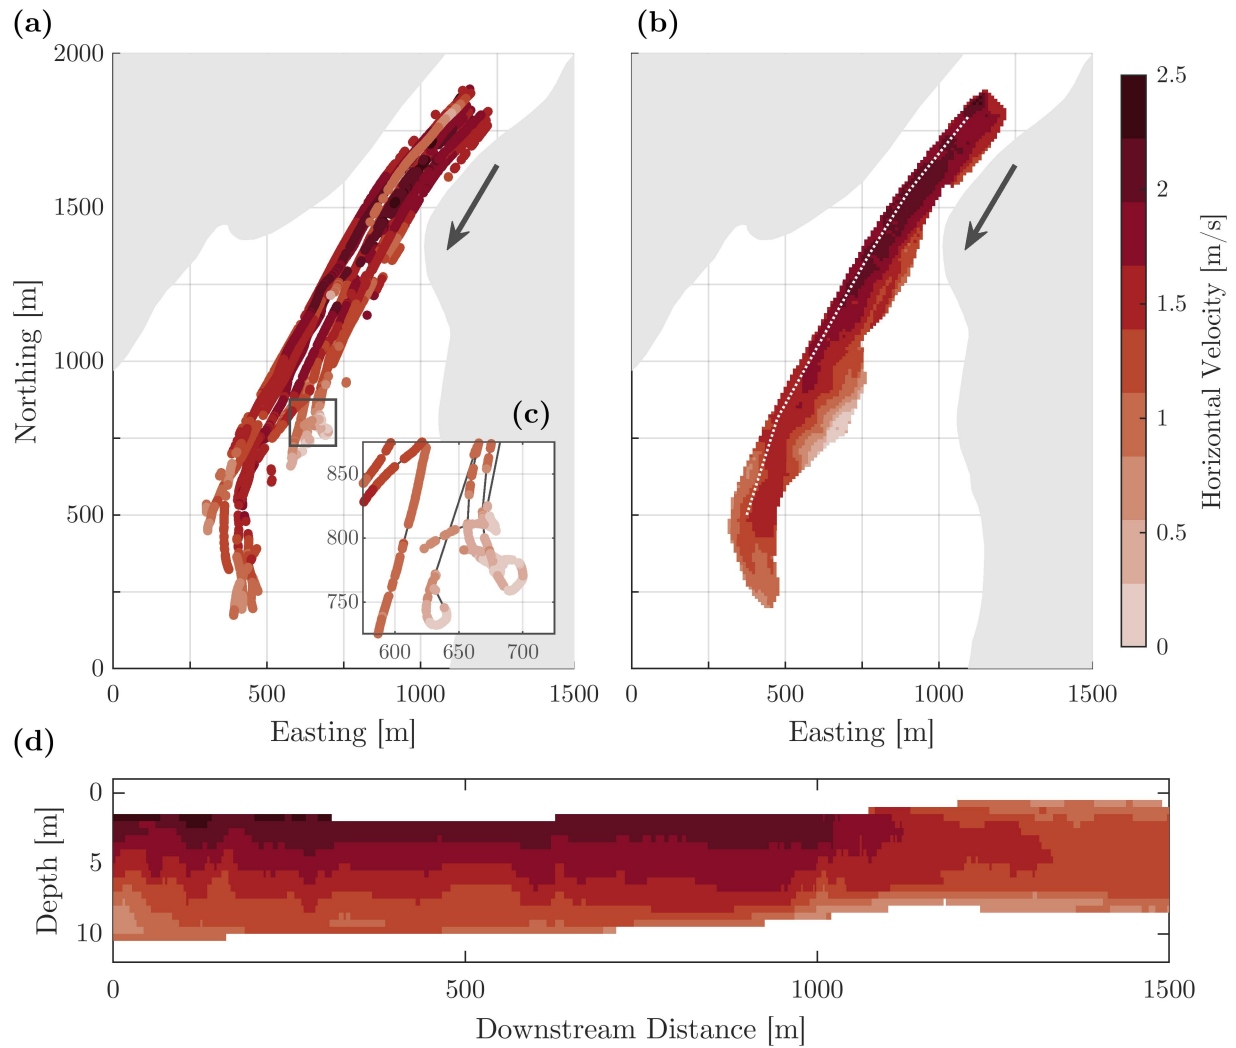 (a)
(b)
2000
1500
1000
500
0
Northing [m]
0 500 1000 1500
Easting [m]
(c)
850
800
750
600 650 700
0 500 1000 1500
Easting [m]
2.5
2
1.5
1
0.5
0
Horizontal Velocity [m/s]
(d)
0
5
10
Depth [m]
0 500 1000 1500
Downstream Distance [m]